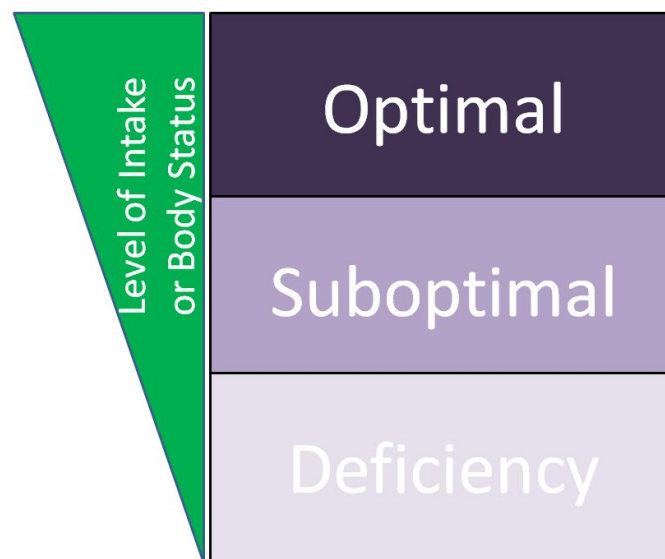 Level of Intake
or Body Status
Optimal
Suboptimal
Deficiency